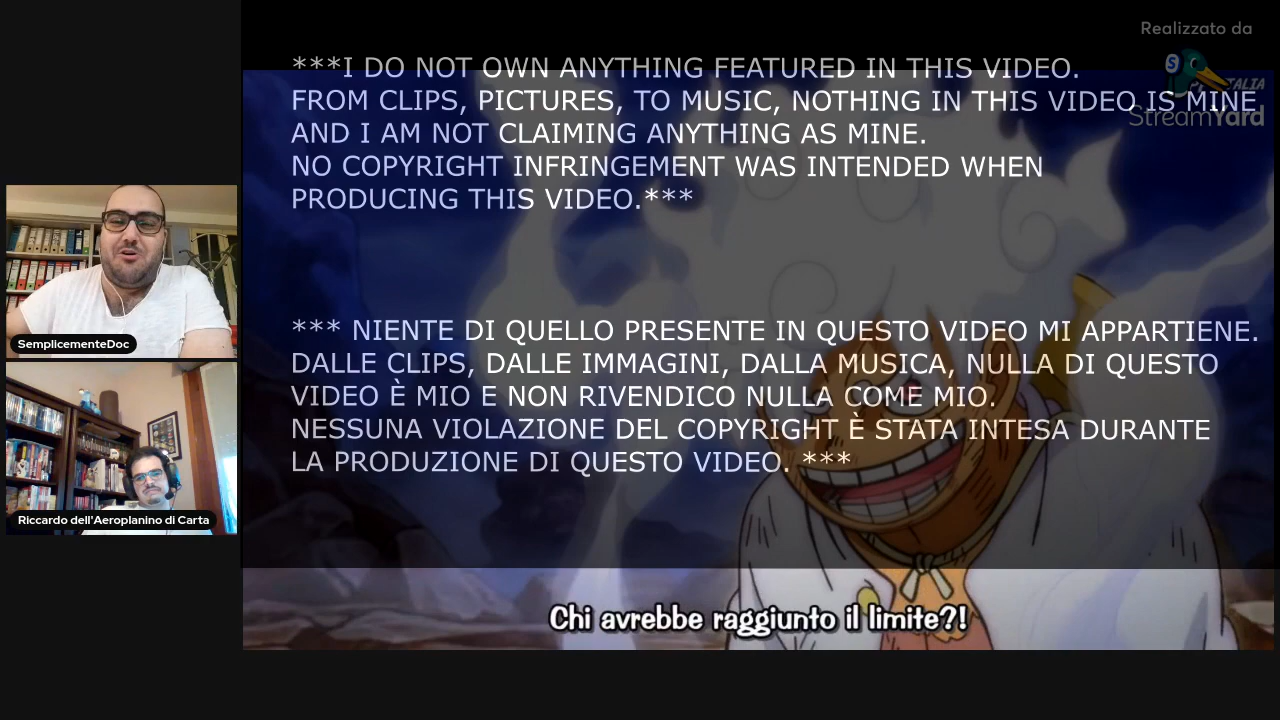 Realizzato da
StreamYard
***I DO NOT OWN ANYTHING FEATURED IN THIS VIDEO.
FROM CLIPS, PICTURES, TO MUSIC, NOTHING IN THIS VIDEO IS MINE
AND I AM NOT CLAIMING ANYTHING AS MINE.
NO COPYRIGHT INFRINGEMENT WAS INTENDED WHEN
PRODUCING THIS VIDEO.***
*** NIENTE DI QUELLO PRESENTE IN QUESTO VIDEO MI APPARTIENE.
DALLE CLIPS, DALLE IMMAGINI, DALLA MUSICA, NULLA DI QUESTO
VIDEO È MIO E NON RIVENDICO NULLA COME MIO.
NESSUNA VIOLAZIONE DEL COPYRIGHT È STATA INTESA DURANTE
LA PRODUZIONE DI QUESTO VIDEO. ***
SemplicementeDoc
Riccardo dell'Aeroplanino di Carta
Chi avrebbe raggiunto il limite?!